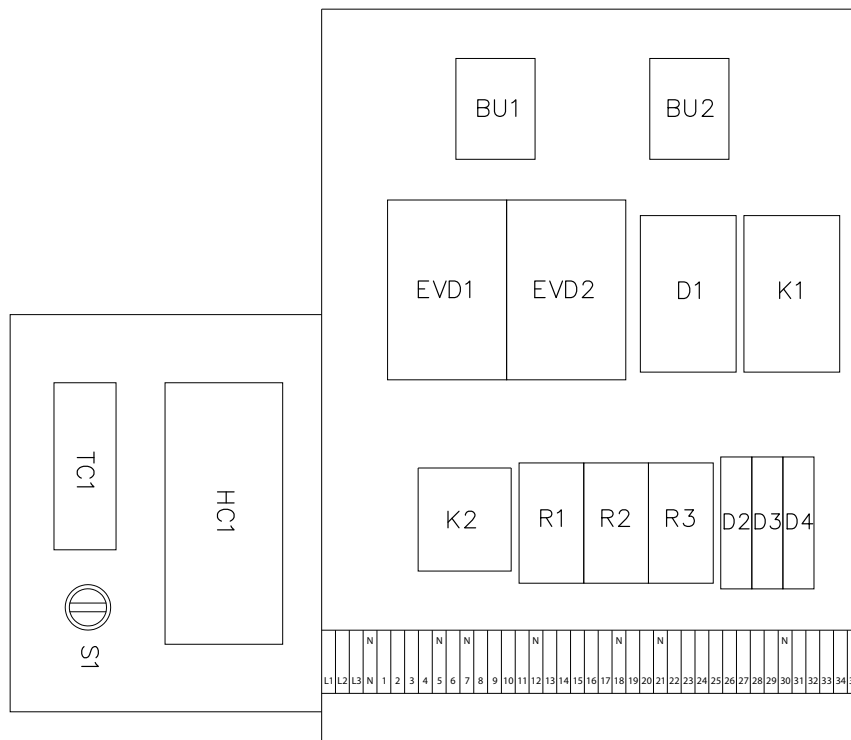 BU1 BU2
EVD1 EVD2 D1 K1
TC1
HC1
S1
K2 R1 R2 R3 D2 D3 D4
N N N N N N N
L1 L2 L3 N 1 2 3 4 5 6 7 8 9 10 11 12 13 14 15 16 17 18 19 20 21 22 23 24 25 26 27 28 29 30 31 32 33 34